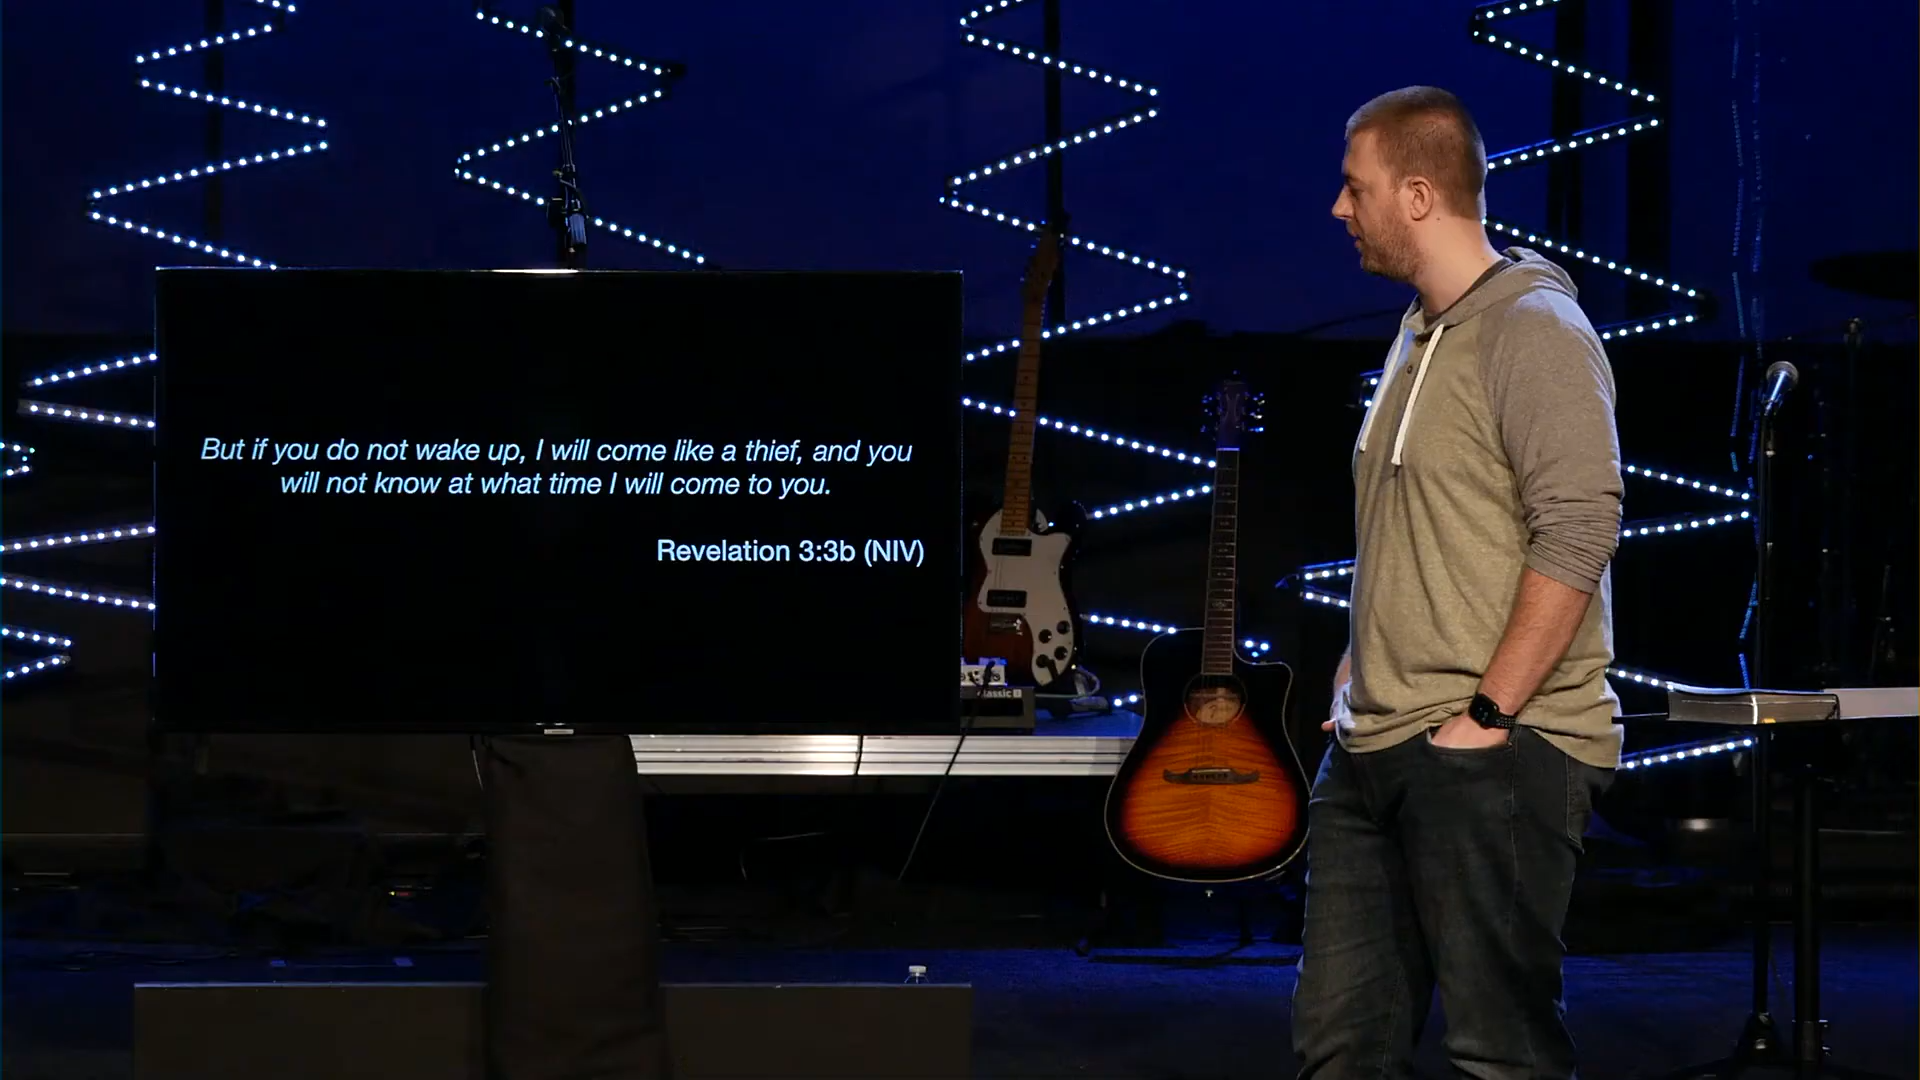 But if you do not wake up, I will come like a thief, and you
will not know at what time I will come to you.
Revelation 3:3b (NIV)